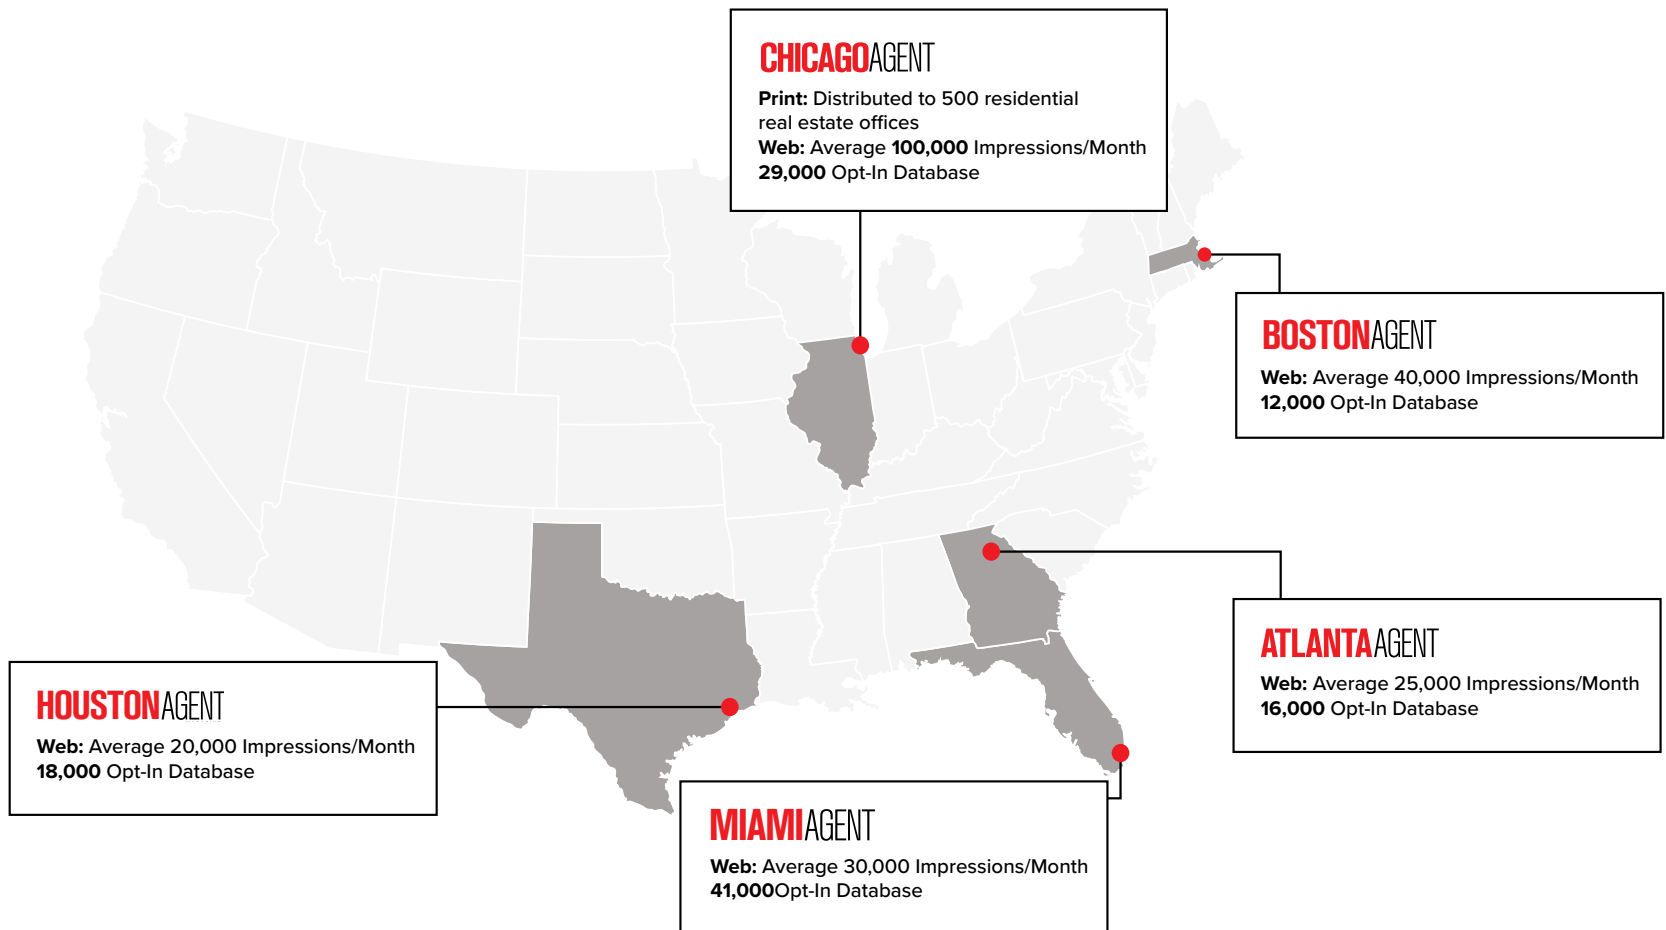 CHICAGOAGENT
Print: Distributed to 500 residential
real estate offices
Web: Average 100,000 Impressions/Month
29,000 Opt-In Database
BOSTONAGENT
Web: Average 40,000 Impressions/Month
12,000 Opt-In Database
ATLANTAAGENT
Web: Average 25,000 Impressions/Month
16,000 Opt-In Database
HOUSTONAGENT
Web: Average 20,000 Impressions/Month
18,000 Opt-In Database
MIAMIAGENT
Web: Average 30,000 Impressions/Month
41,000Opt-In Database